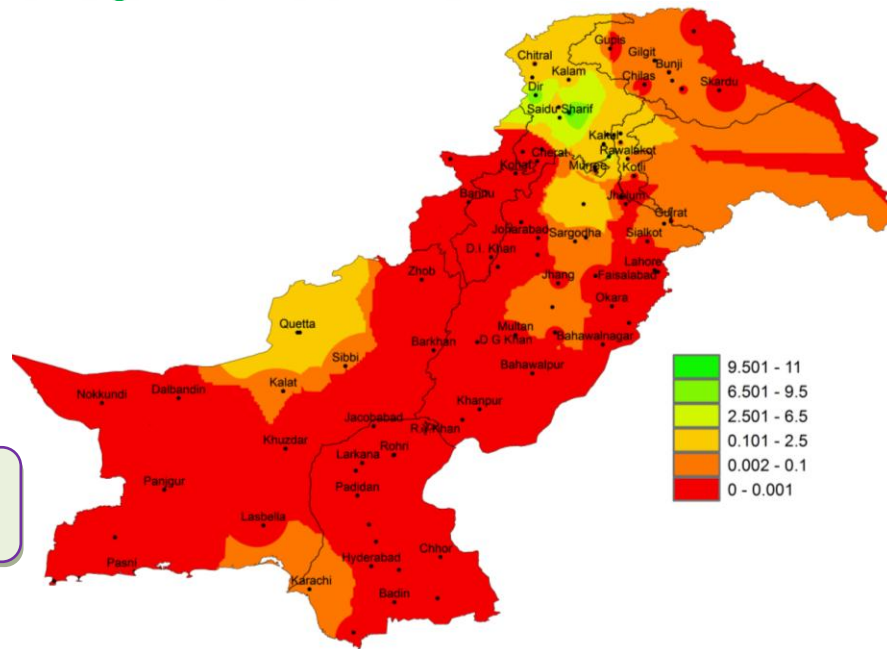 Gupis
Gilgit
Chitral
Bunji
Kalam
Chilas
Skardu
Dir
Saidu Sharif
Kakul
Rawalakot
Cherat
Kohat
Murree
Kotli
Bannu
Jhelum
Gujrat
Sargodha
Sialkot
D.I. Khan
Lahore
Zhob
Jhang
Faisalabad
Okara
Quetta
Multan
D.G Khan
Bahawalnagar
Barkhan
Sibbi
Bahawalpur
Kalat
Dalbandin
Nokkundi
Khanpur
Jacobabad
Khuzdar
Rohri
Larkana
Panjgur
Padidan
Lasbella
Chhor
Hyderabad
Pasni
Karachi
Badin
9.501 - 11
6.501 - 9.5
2.501 - 6.5
0.101 - 2.5
0.002 - 0.1
0 - 0.001